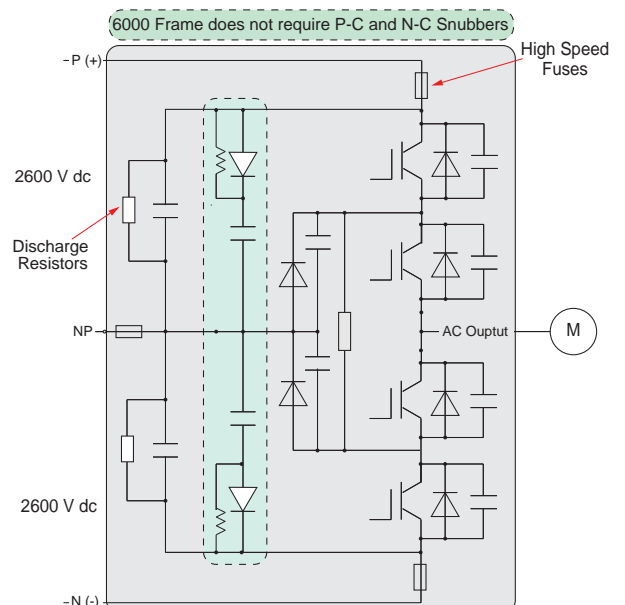 6000 Frame does not require P-C and N-C Snubbers
P (+)
High Speed
Fuses
2600 V dc
Discharge
Resistors
NP
AC Ouptut
M
2600 V dc
N (-)